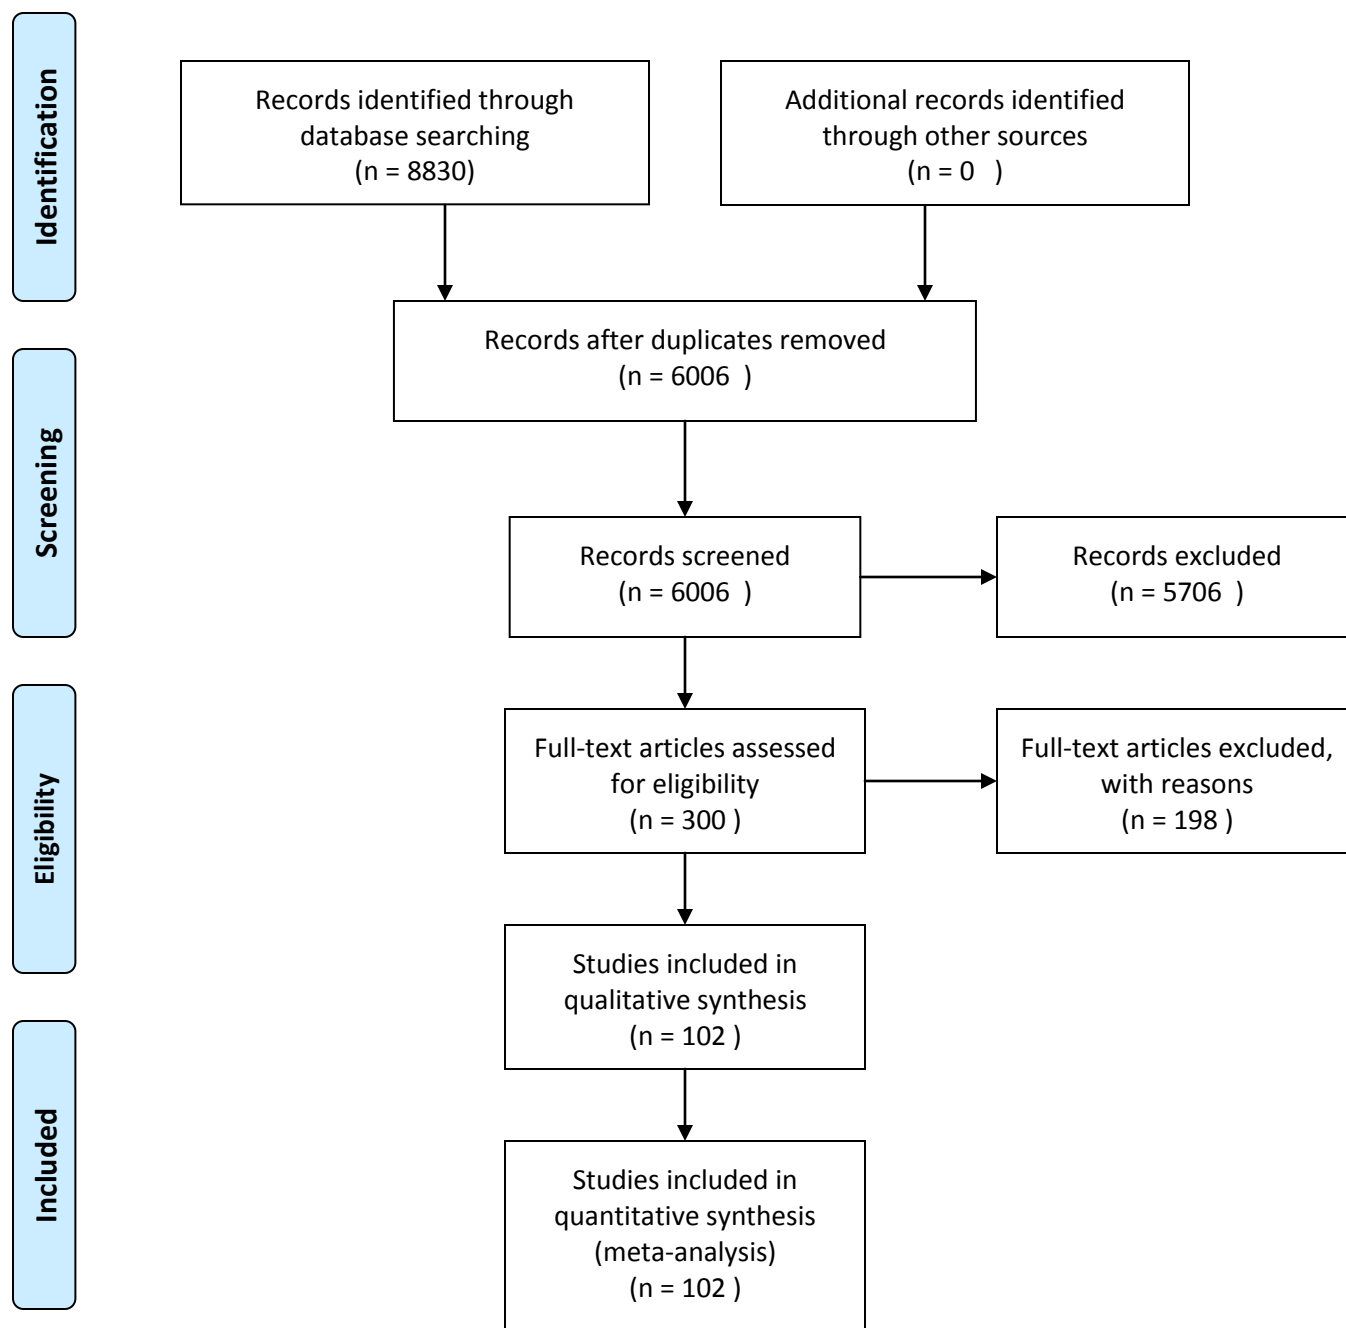 Identification
Records identified through
database searching
(n = 8830)
Additional records identified
through other sources
(n = 0   )
Records after duplicates removed
(n = 6006  )
Screening
Records screened
(n = 6006  )
Records excluded
(n = 5706  )
Eligibility
Full-text articles assessed
for eligibility
(n = 300 )
Full-text articles excluded,
with reasons
(n = 198 )
Studies included in
qualitative synthesis
(n = 102 )
Included
Studies included in
quantitative synthesis
(meta-analysis)
(n = 102 )